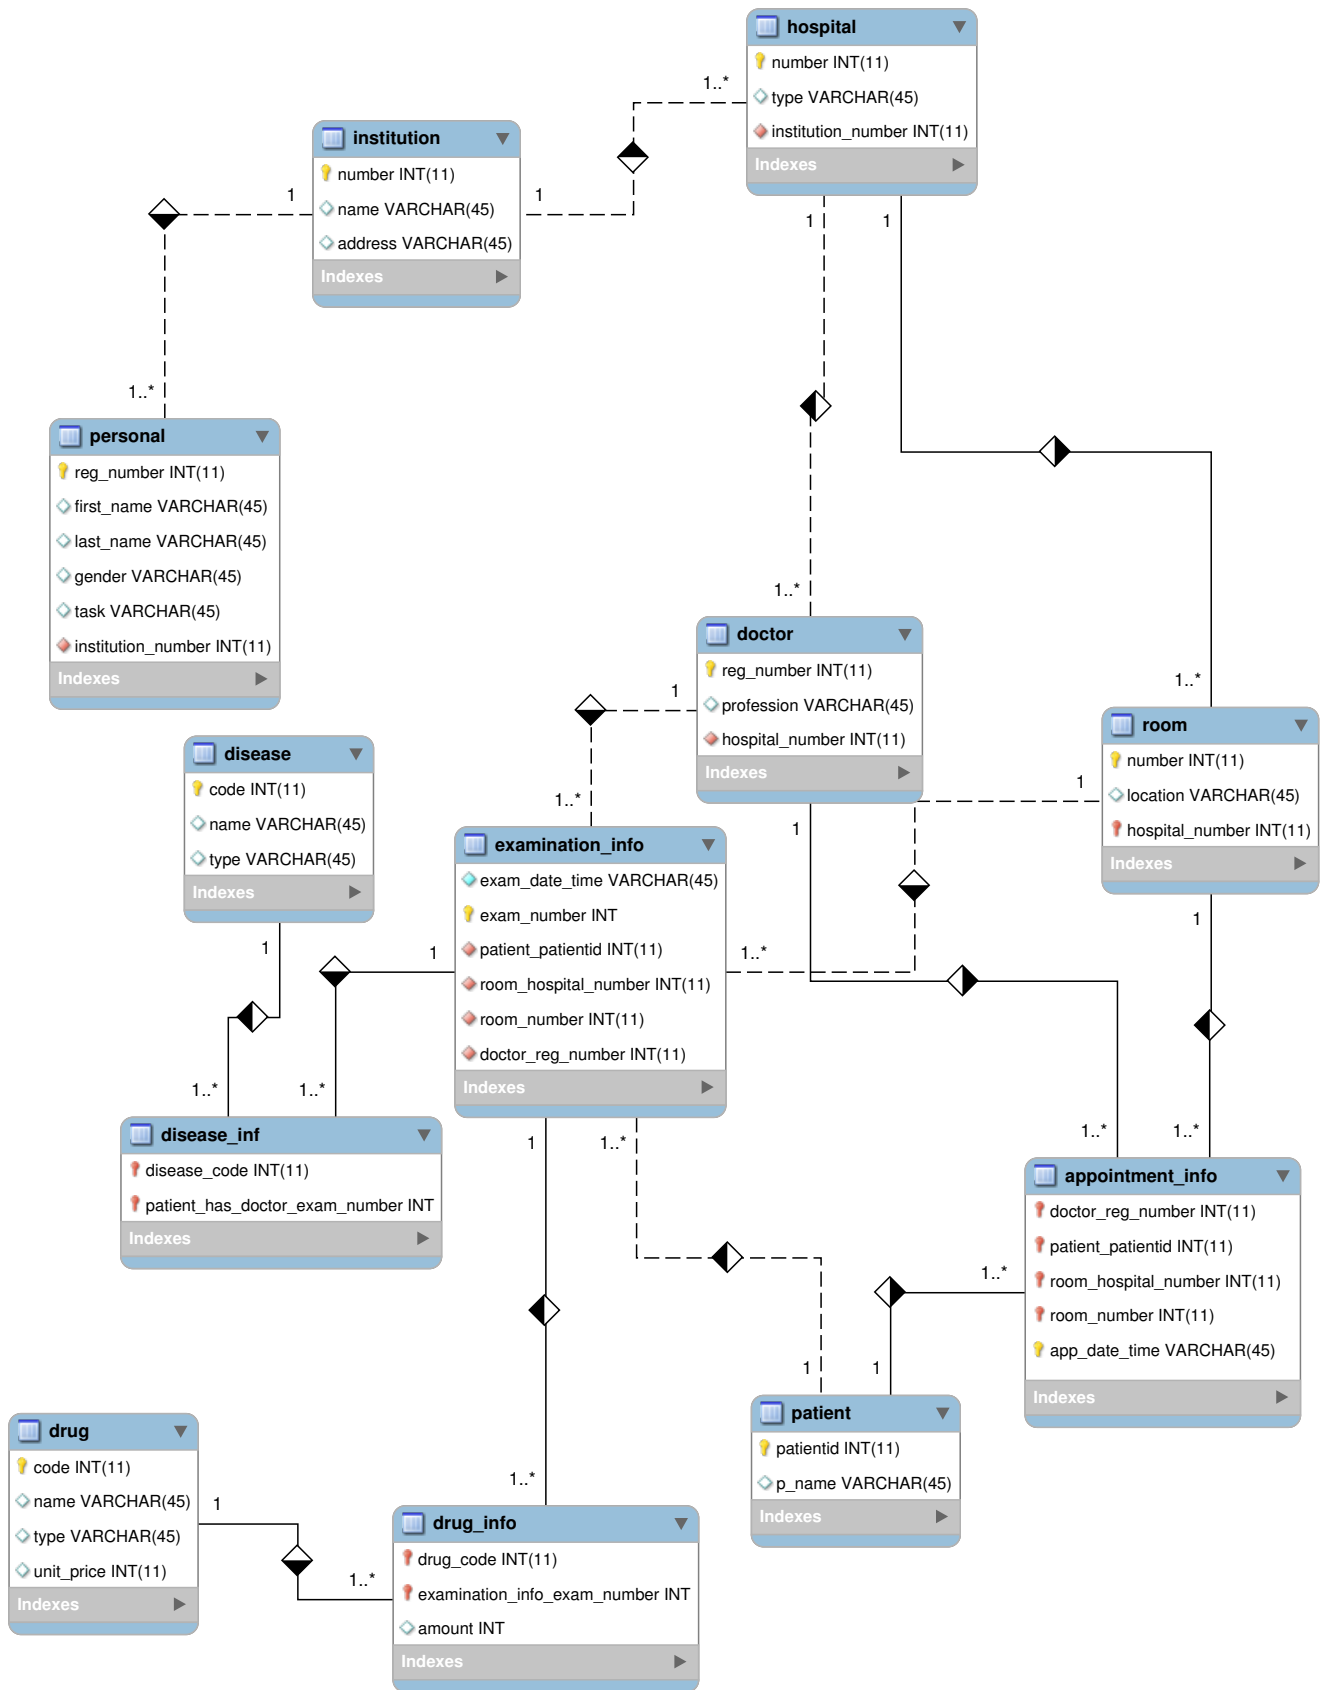 hospital
number INT(11)
type VARCHAR(45)
institution_number INT(11)
Indexes
1..*
institution
number INT(11)
name VARCHAR(45)
address VARCHAR(45)
Indexes
1
1
1
1
1..*
personal
reg_number INT(11)
first_name VARCHAR(45)
last_name VARCHAR(45)
gender VARCHAR(45)
task VARCHAR(45)
institution_number INT(11)
Indexes
1..*
doctor
reg_number INT(11)
profession VARCHAR(45)
hospital_number INT(11)
Indexes
1
1
1..*
room
number INT(11)
location VARCHAR(45)
hospital_number INT(11)
Indexes
1
1
disease
code INT(11)
name VARCHAR(45)
type VARCHAR(45)
Indexes
1
1..*
examination_info
exam_date_time VARCHAR(45)
exam_number INT
patient_patientid INT(11)
room_hospital_number INT(11)
room_number INT(11)
doctor_reg_number INT(11)
Indexes
1
1..*
1
1..*
1..*
1..*
disease_inf
disease_code INT(11)
patient_has_doctor_exam_number INT
Indexes
1..*
1..*
appointment_info
doctor_reg_number INT(11)
patient_patientid INT(11)
room_hospital_number INT(11)
room_number INT(11)
app_date_time VARCHAR(45)
Indexes
1..*
1
1
patient
patientid INT(11)
p_name VARCHAR(45)
Indexes
drug
code INT(11)
name VARCHAR(45)
type VARCHAR(45)
unit_price INT(11)
Indexes
1
1..*
1..*
drug_info
drug_code INT(11)
examination_info_exam_number INT
amount INT
Indexes